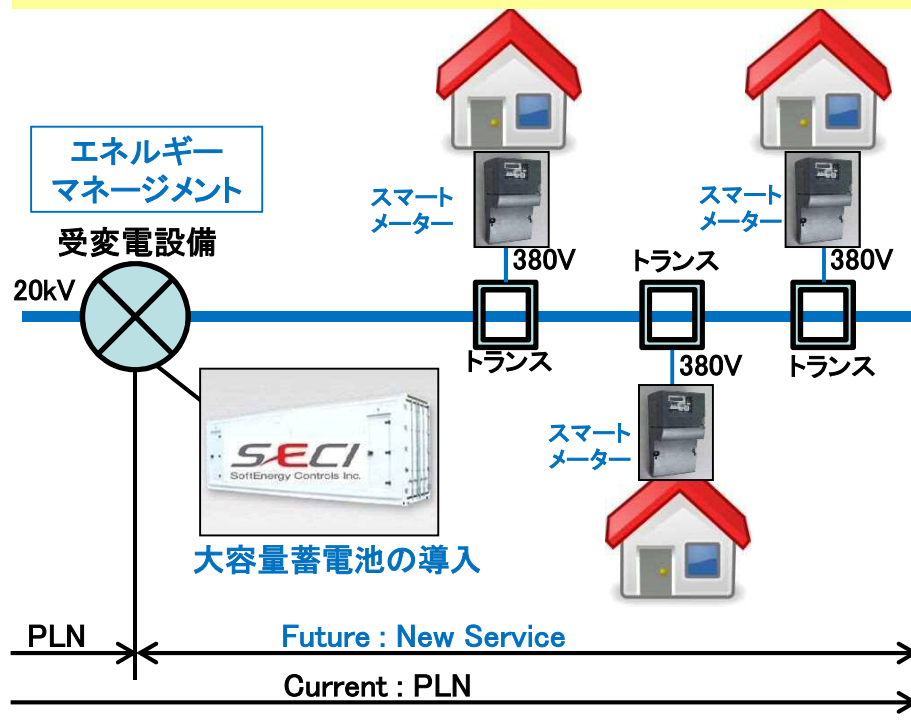 エネルギー
マネージメント
受変電設備
20kV
スマート
メーター
スマート
メーター
380V
トランス
380V
トランス
380V
トランス
スマート
メーター
SECI
SoftEnergy Controls Inc.
大容量蓄電池の導入
PLN
Future : New Service
Current : PLN